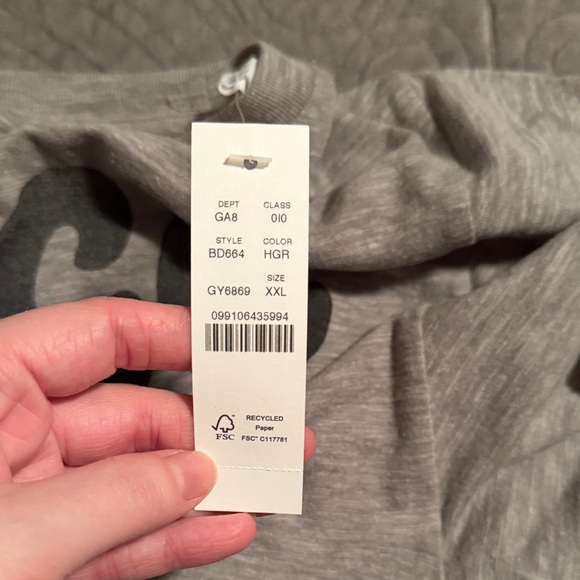 DEPT CLASS
GA8 0I0
STYLE COLOR
BD664 HGR
SIZE
GY6869 XXL
099106435994
RECYCLED
Paper
FSC FSC® C117781